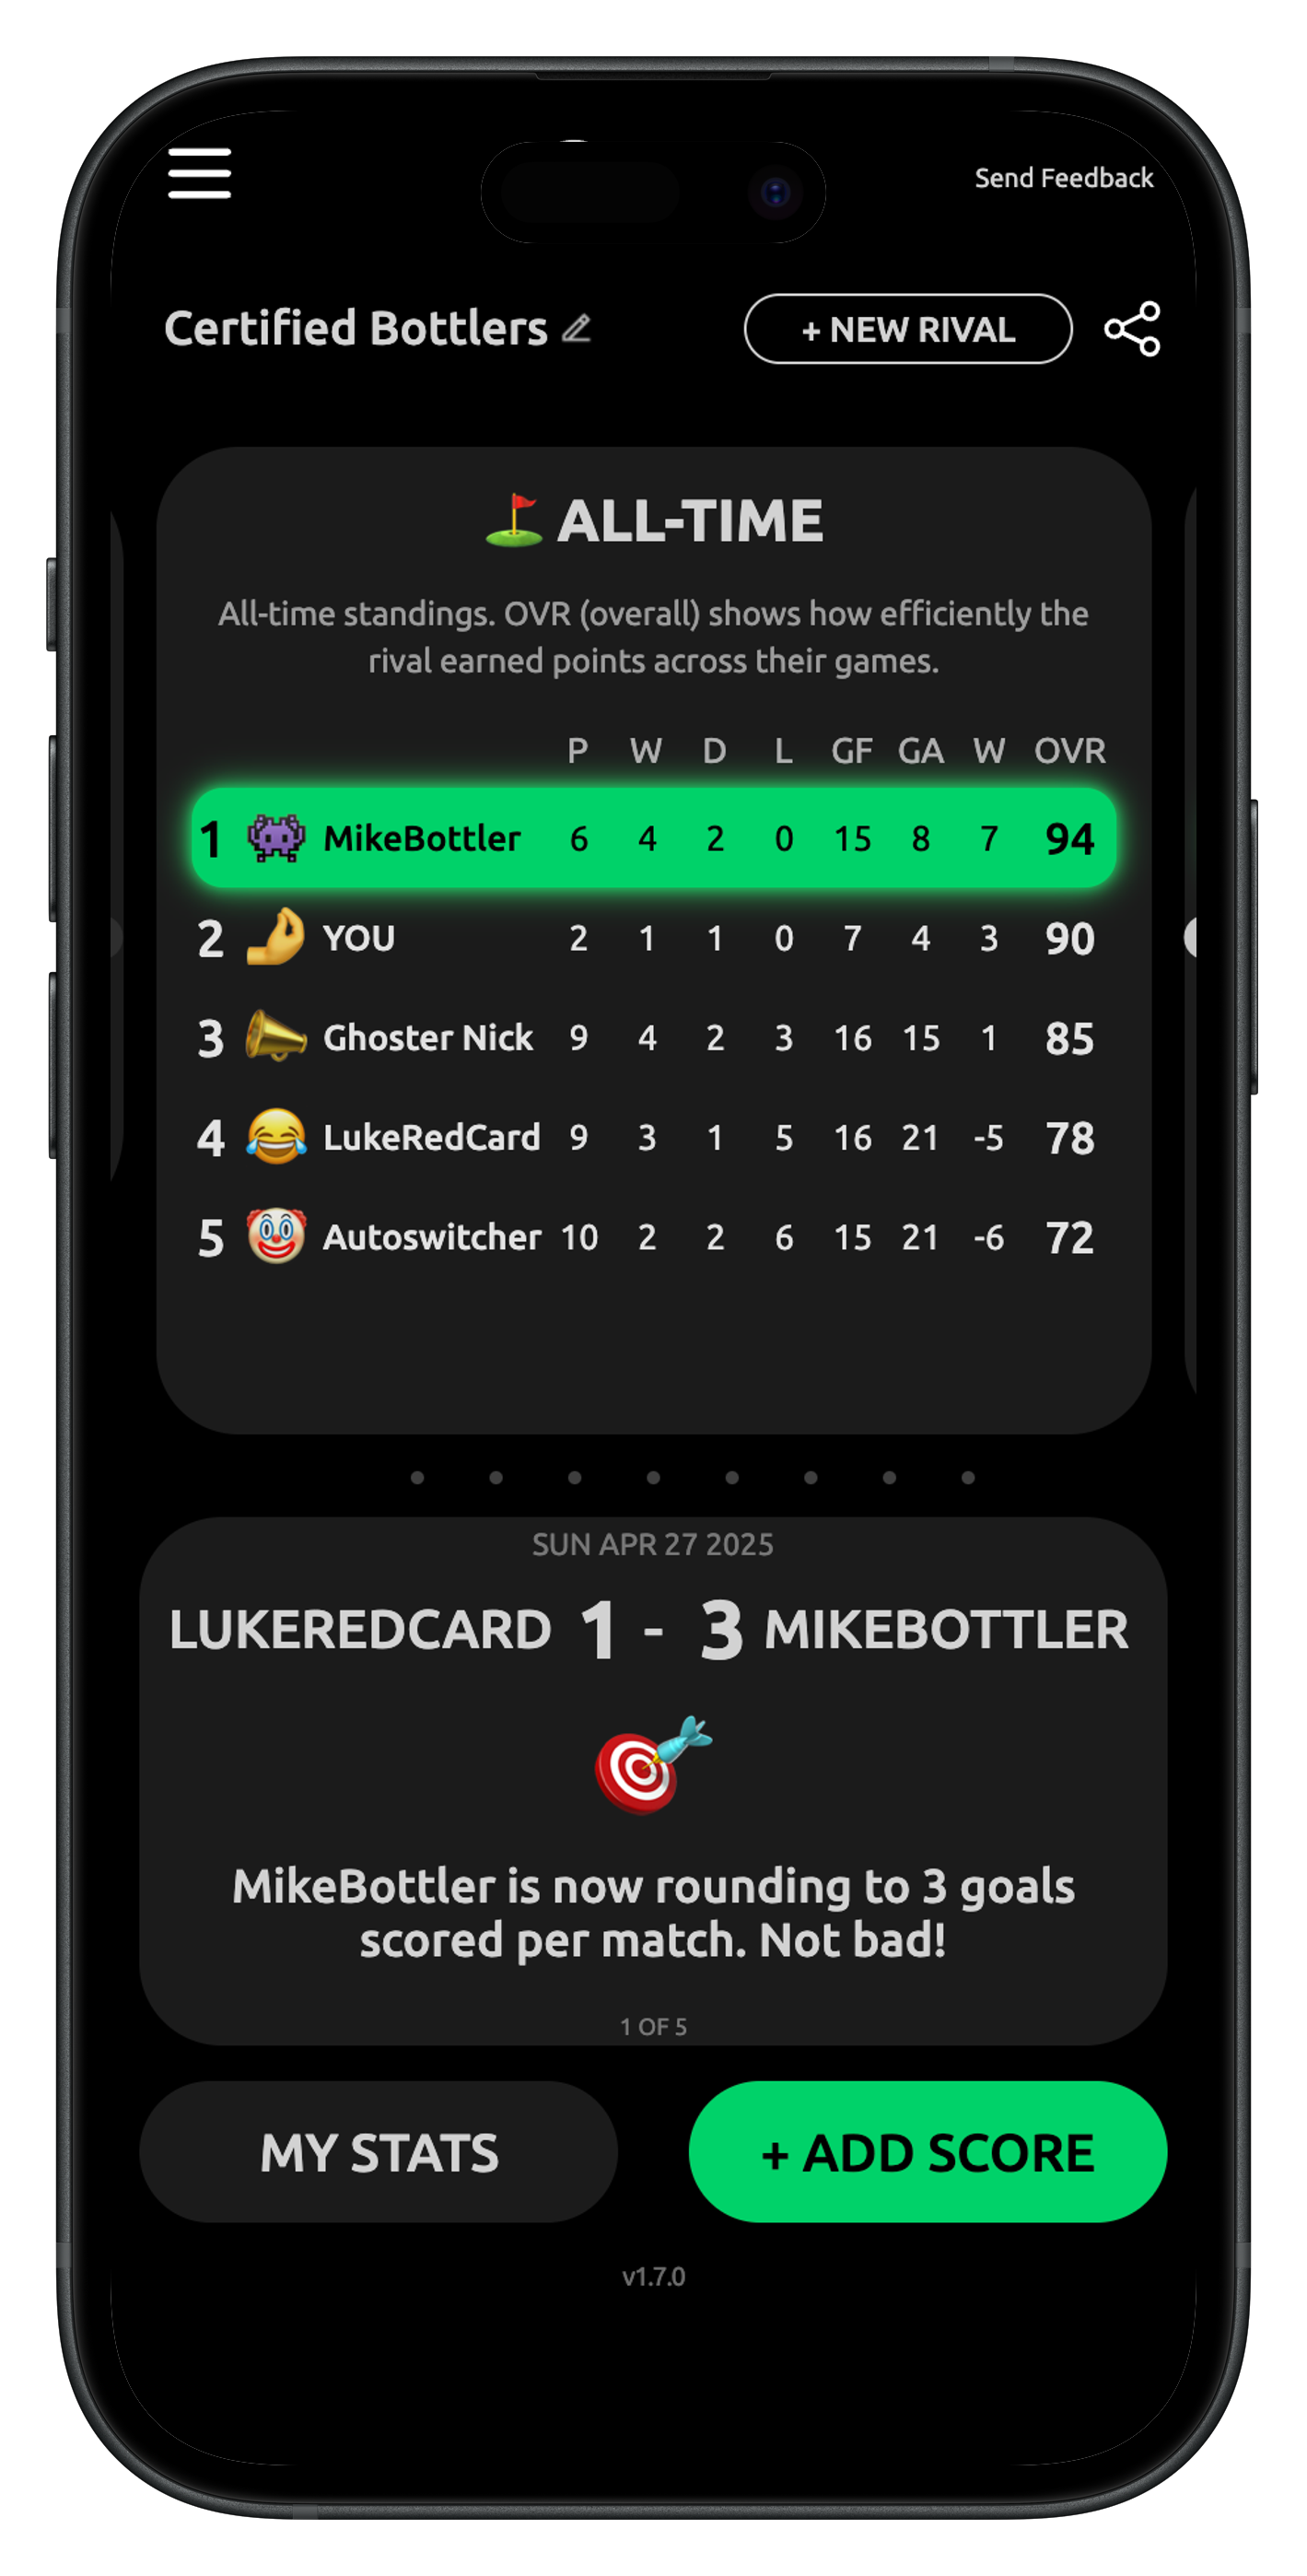 Send Feedback
Certified Bottlers
+ NEW RIVAL
ALL-TIME
All-time standings. OVR (overall) shows how efficiently the
rival earned points across their games.
P W D L GF GA W OVR
1 MikeBottler 6 4 2 0 15 8 7 94
2 YOU 2 1 1 0 7 4 3 90
3 Ghoster Nick 9 4 2 3 16 15 1 85
4 LukeRedCard 9 3 1 5 16 21 -5 78
5 Autoswitcher 10 2 2 6 15 21 -6 72
SUN APR 27 2025
LUKEREDCARD 1 - 3 MIKEBOTTLER
MikeBottler is now rounding to 3 goals
scored per match. Not bad!
1 OF 5
MY STATS
+ ADD SCORE
v1.7.0